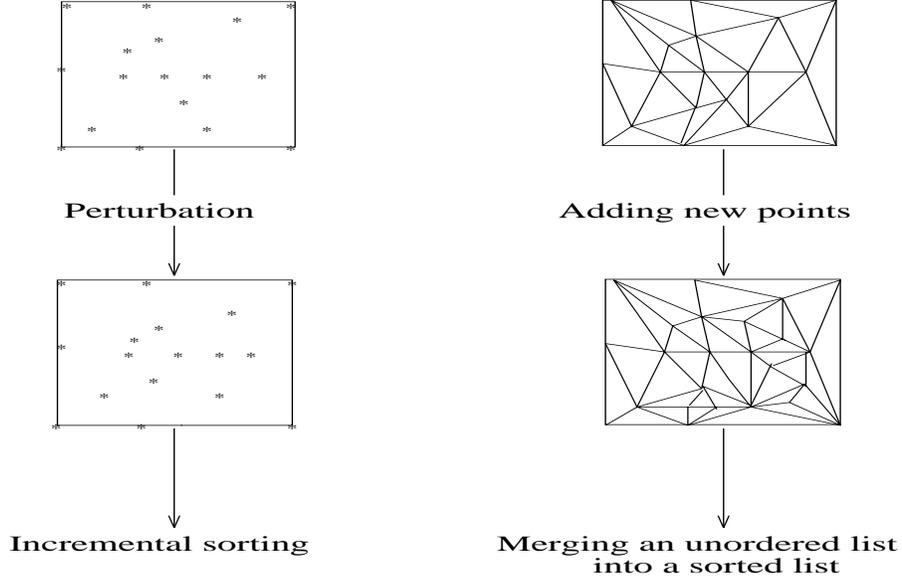 Perturbation
Adding new points
Incremental sorting
Merging an unordered list
into a sorted list